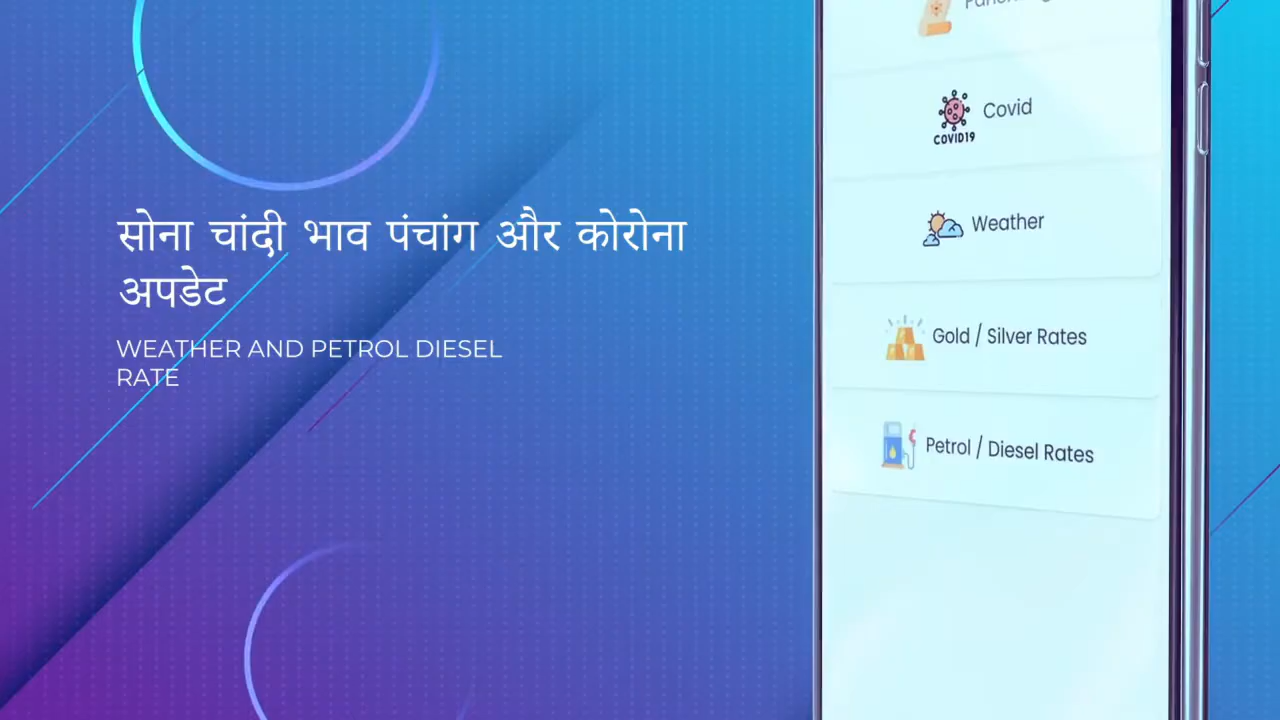 सोना चांदी भाव पंचांग और कोरोना
अपडेट
WEATHER AND PETROL DIESEL
RATE
Covid
COVID19
Weather
Gold / Silver Rates
Petrol / Diesel Rates